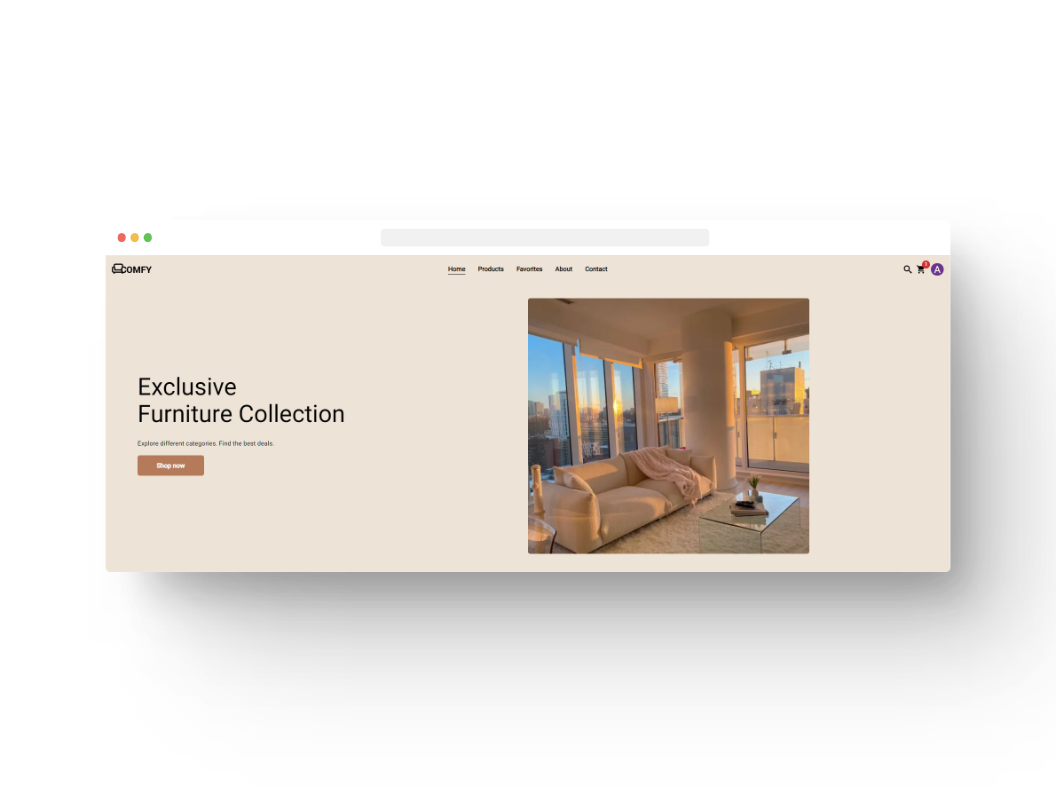 COMFY
Home Products Favorites About Contact
1
A
Exclusive
Furniture Collection
Explore different categories. Find the best deals.
Shop now